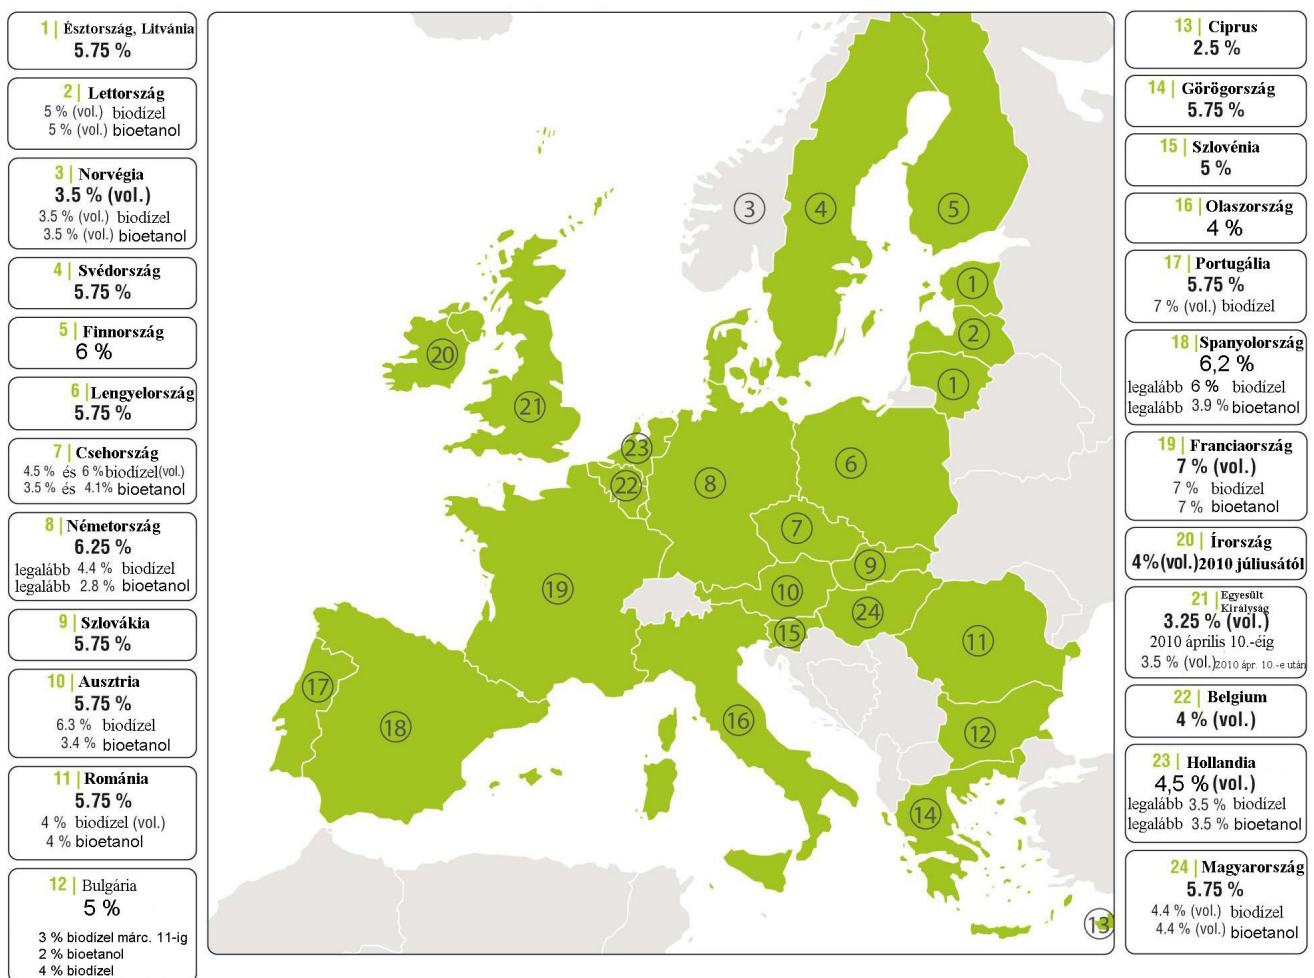 1 | Észtország, Litvánia
5.75 %
2 | Lettország
5 % (vol.) biodízel
5 % (vol.) bioetanol
3 | Norvégia
3.5 % (vol.)
3.5 % (vol.) biodízel
3.5 % (vol.) bioetanol
4 | Svédország
5.75 %
5 | Finnország
6 %
6 | Lengyelország
5.75 %
7 | Csehország
4.5 % és 6 % biodízel(vol.)
3.5 % és 4.1% bioetanol
8 | Németország
6.25 %
legalább 4.4 % biodízel
legalább 2.8 % bioetanol
9 | Szlovákia
5.75 %
10 | Ausztria
5.75 %
6.3 % biodízel
3.4 % bioetanol
11 | Románia
5.75 %
4 % biodízel (vol.)
4 % bioetanol
12 | Bulgária
5 %
3 % biodízel márc. 11-ig
2 % bioetanol
4 % biodízel
3
4
5
1
2
1
20
21
23
22
8
6
7
9
10
24
19
15
11
17
18
16
12
14
13
13 | Ciprus
2.5 %
14 | Görögország
5.75 %
15 | Szlovénia
5 %
16 | Olaszország
4 %
17 | Portugália
5.75 %
7 % (vol.) biodízel
18 | Spanyolország
6,2 %
legalább 6 % biodízel
legalább 3.9 % bioetanol
19 | Franciaország
7 % (vol.)
7 % biodízel
7 % bioetanol
20 | Írország
4%(vol.)2010 júliusától
21 | Egyesült Királyság
3.25 % (vol.)
2010 április 10.-éig
3.5 % (vol.)2010 ápr. 10.-e után
22 | Belgium
4 % (vol.)
23 | Hollandia
4,5 % (vol.)
legalább 3.5 % biodízel
legalább 3.5 % bioetanol
24 | Magyarország
5.75 %
4.4 % (vol.) biodízel
4.4 % (vol.) bioetanol